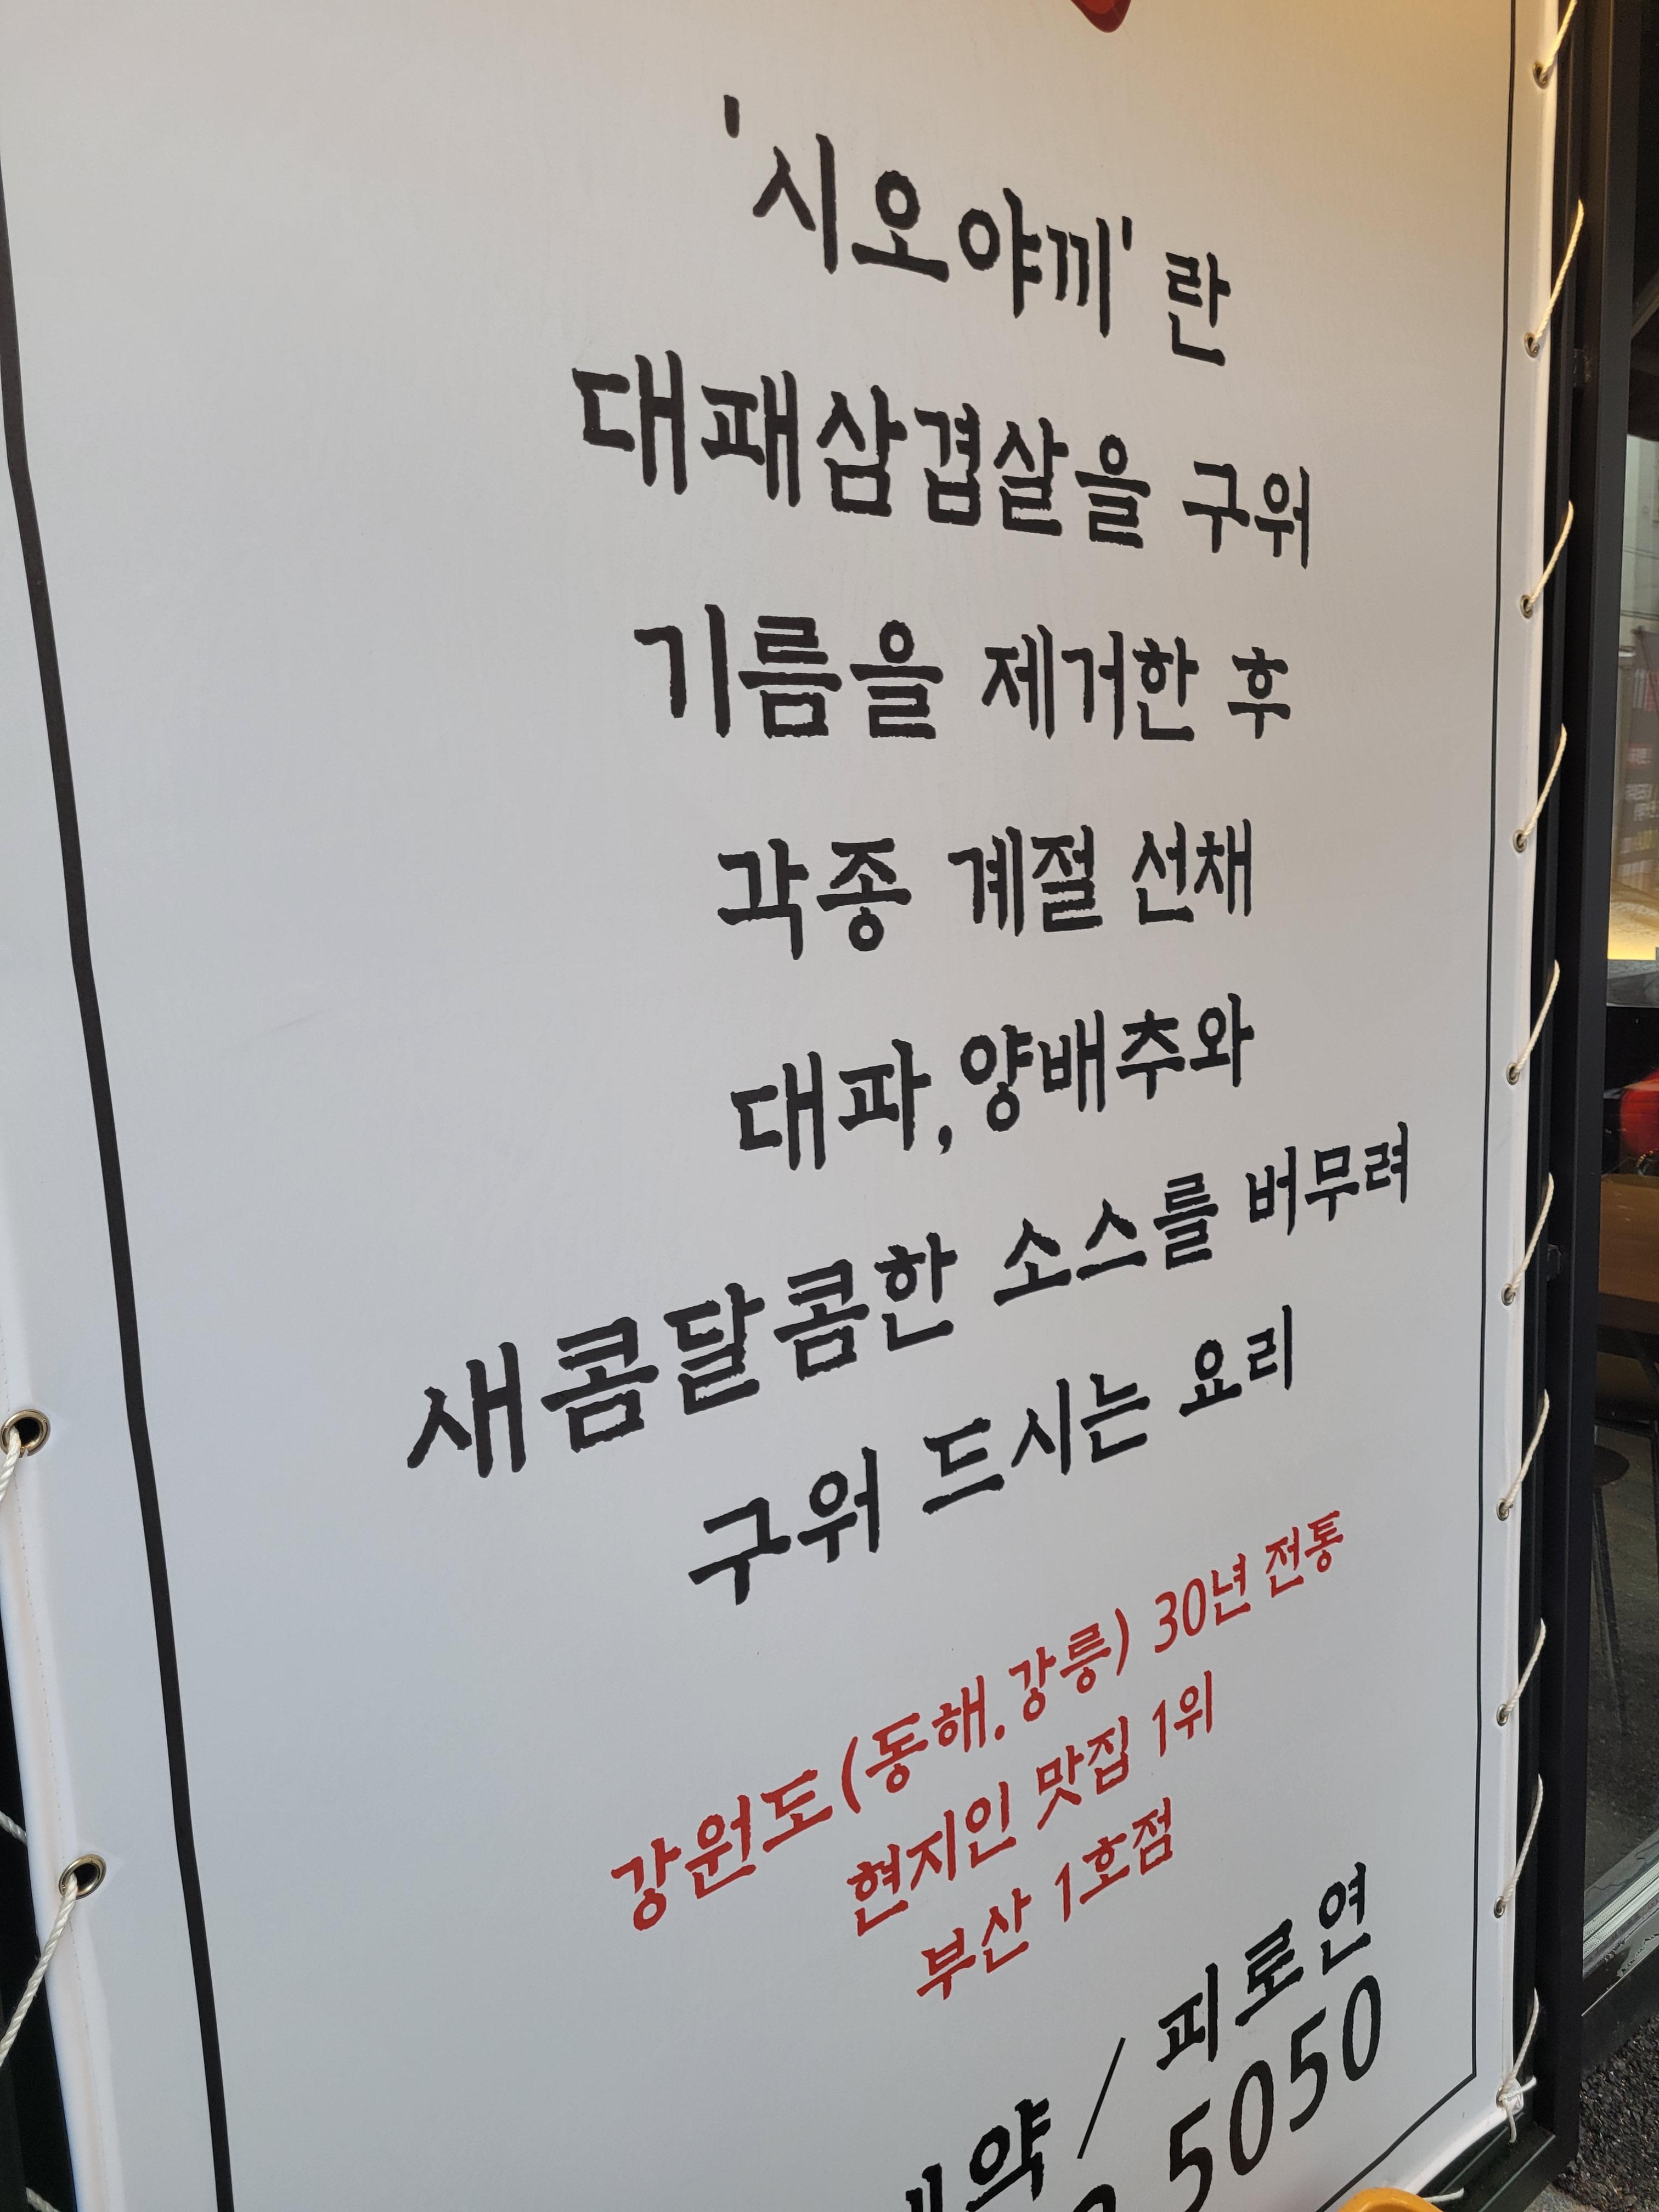 '시오야끼' 란
대패삼겹살을 구워
기름을 제거한 후
각종 계절 선채
대파, 양배추와
새콤달콤한 소스를 버무려
구워 드시는 요리
강원도(동해.강릉) 30년 전통
현지인 맛집 1위
부산 1호점
/ 피로연
5050